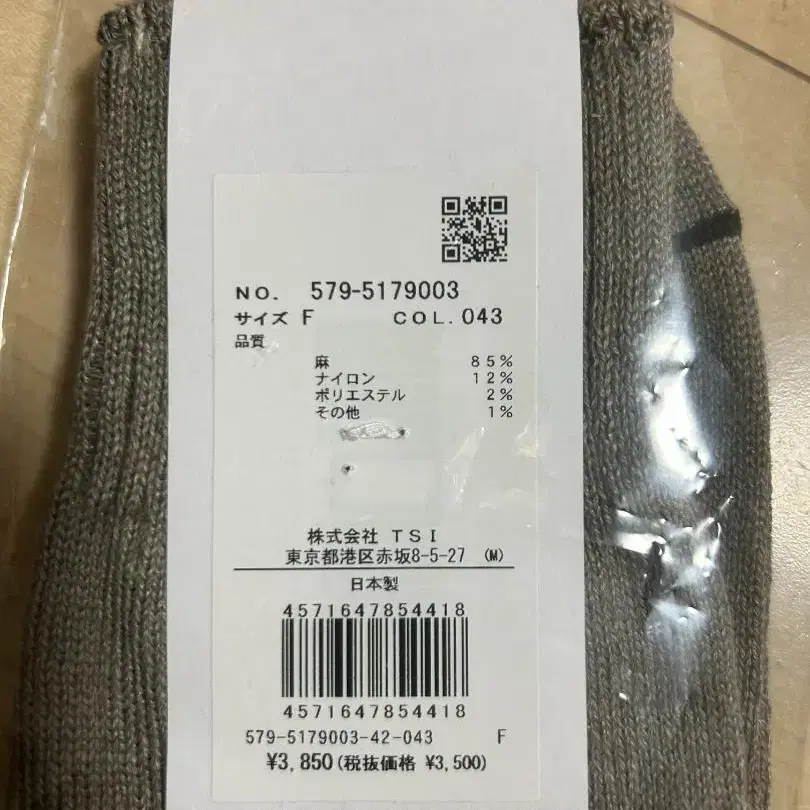 NO. 579-5179003
サイズ F COL. 043
品質
麻 85%
ナイロン 12%
ポリエステル 2%
その他 1%
株式会社 TSI
東京都港区赤坂8-5-27 (M)
日本製
4571647854418
4571647854418
579-5179003-42-043 F
¥3,850(税抜価格 ¥3,500)